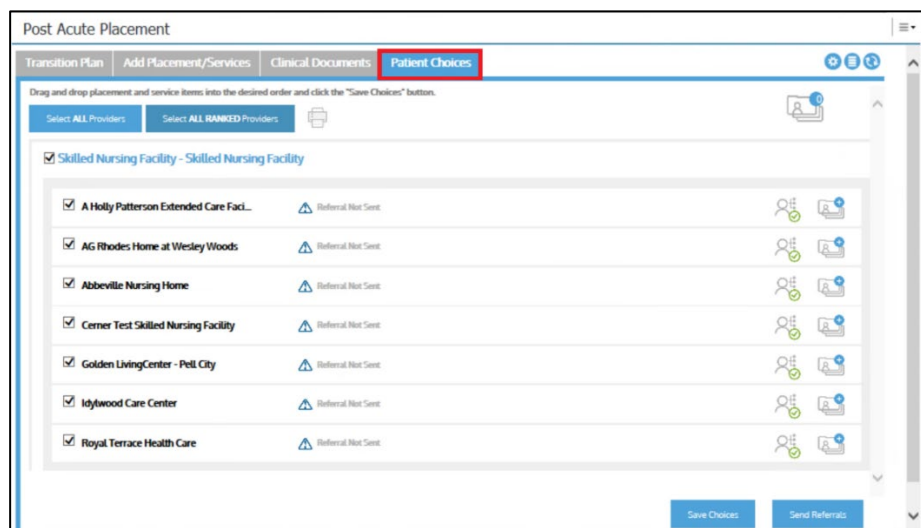 Post Acute Placement
Transition Plan Add Placement/Services Clinical Documents Patient Choices
Drag and drop placement and service items into the desired order and click the "Save Choices" button.
Select ALL Providers Select ALL RANKED Providers 0
Skilled Nursing Facility - Skilled Nursing Facility
A Holly Patterson Extended Care Faci... Referral Not Sent
AG Rhodes Home at Wesley Woods Referral Not Sent
Abbeville Nursing Home Referral Not Sent
Cerner Test Skilled Nursing Facility Referral Not Sent
Golden LivingCenter - Pell City Referral Not Sent
Idylwood Care Center Referral Not Sent
Royal Terrace Health Care Referral Not Sent
Save Choices Send Referrals